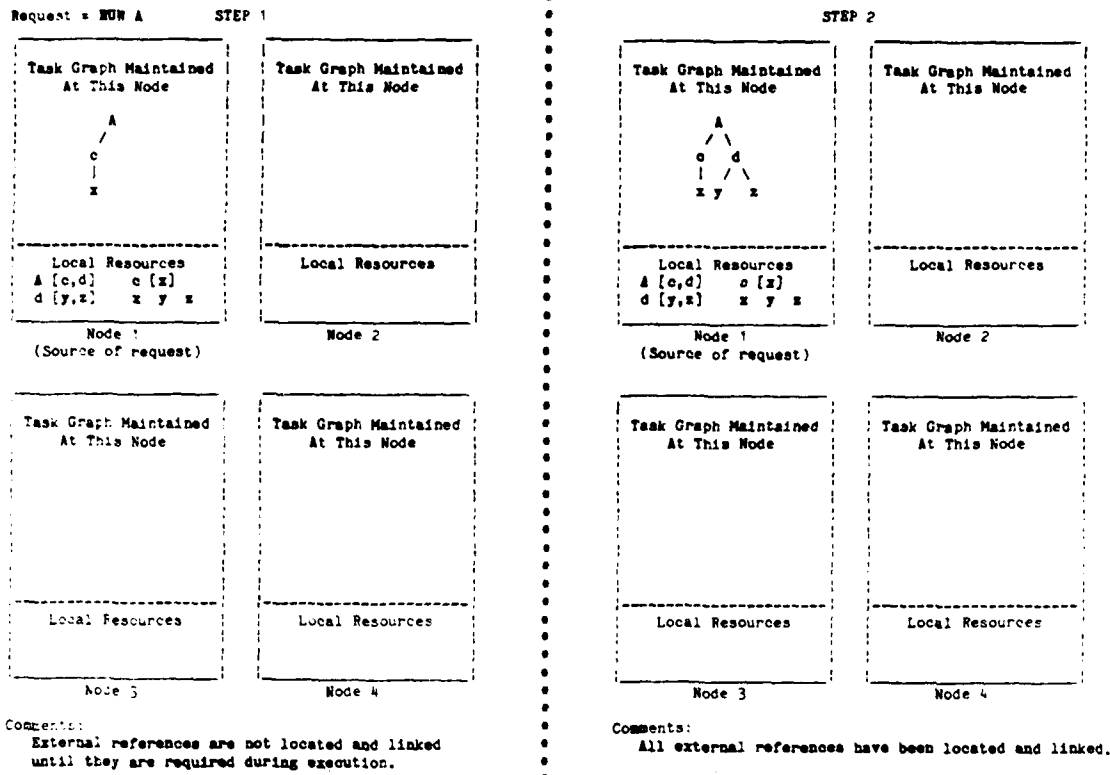 Request = RUN A STEP 1
Task Graph Maintained
At This Node
A
c
x
Local Resources
A [c,d] c [x]
d [y,z] x y z
Node 1
(Source of request)
Task Graph Maintained
At This Node
Local Resources
Node 2
Task Graph Maintained
At This Node
Local Resources
Node 3
Task Graph Maintained
At This Node
Local Resources
Node 4
Comments:
External references are not located and linked
until they are required during execution.
STEP 2
Task Graph Maintained
At This Node
A
c d
x y z
Local Resources
A [c,d] c [x]
d [y,z] x y z
Node 1
(Source of request)
Task Graph Maintained
At This Node
Local Resources
Node 2
Task Graph Maintained
At This Node
Local Resources
Node 3
Task Graph Maintained
At This Node
Local Resources
Node 4
Comments:
All external references have been located and linked.